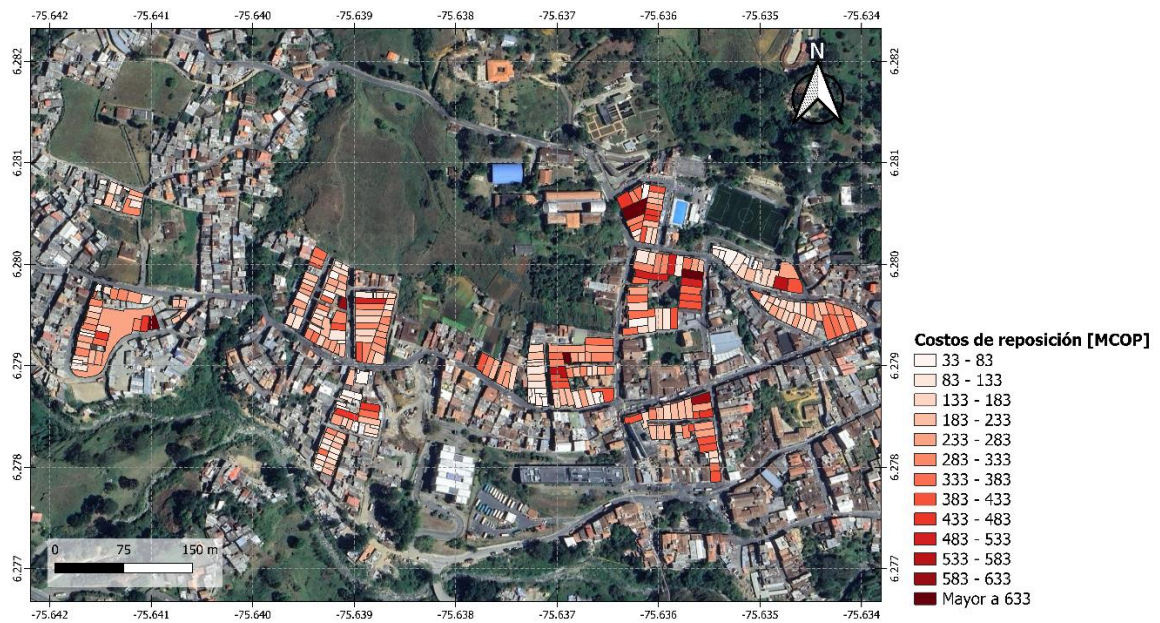 -75.642 -75.641 -75.640 -75.639 -75.638 -75.637 -75.636 -75.635 -75.634
N
6.282 6.282
6.281 6.281
6.280 6.280
6.279 6.279
6.278 6.278
6.277 6.277
Costos de reposición [MCOP]
33 - 83
83 - 133
133 - 183
183 - 233
233 - 283
283 - 333
333 - 383
383 - 433
433 - 483
483 - 533
533 - 583
583 - 633
Mayor a 633
0 75 150 m
-75.642 -75.641 -75.640 -75.639 -75.638 -75.637 -75.636 -75.635 -75.634